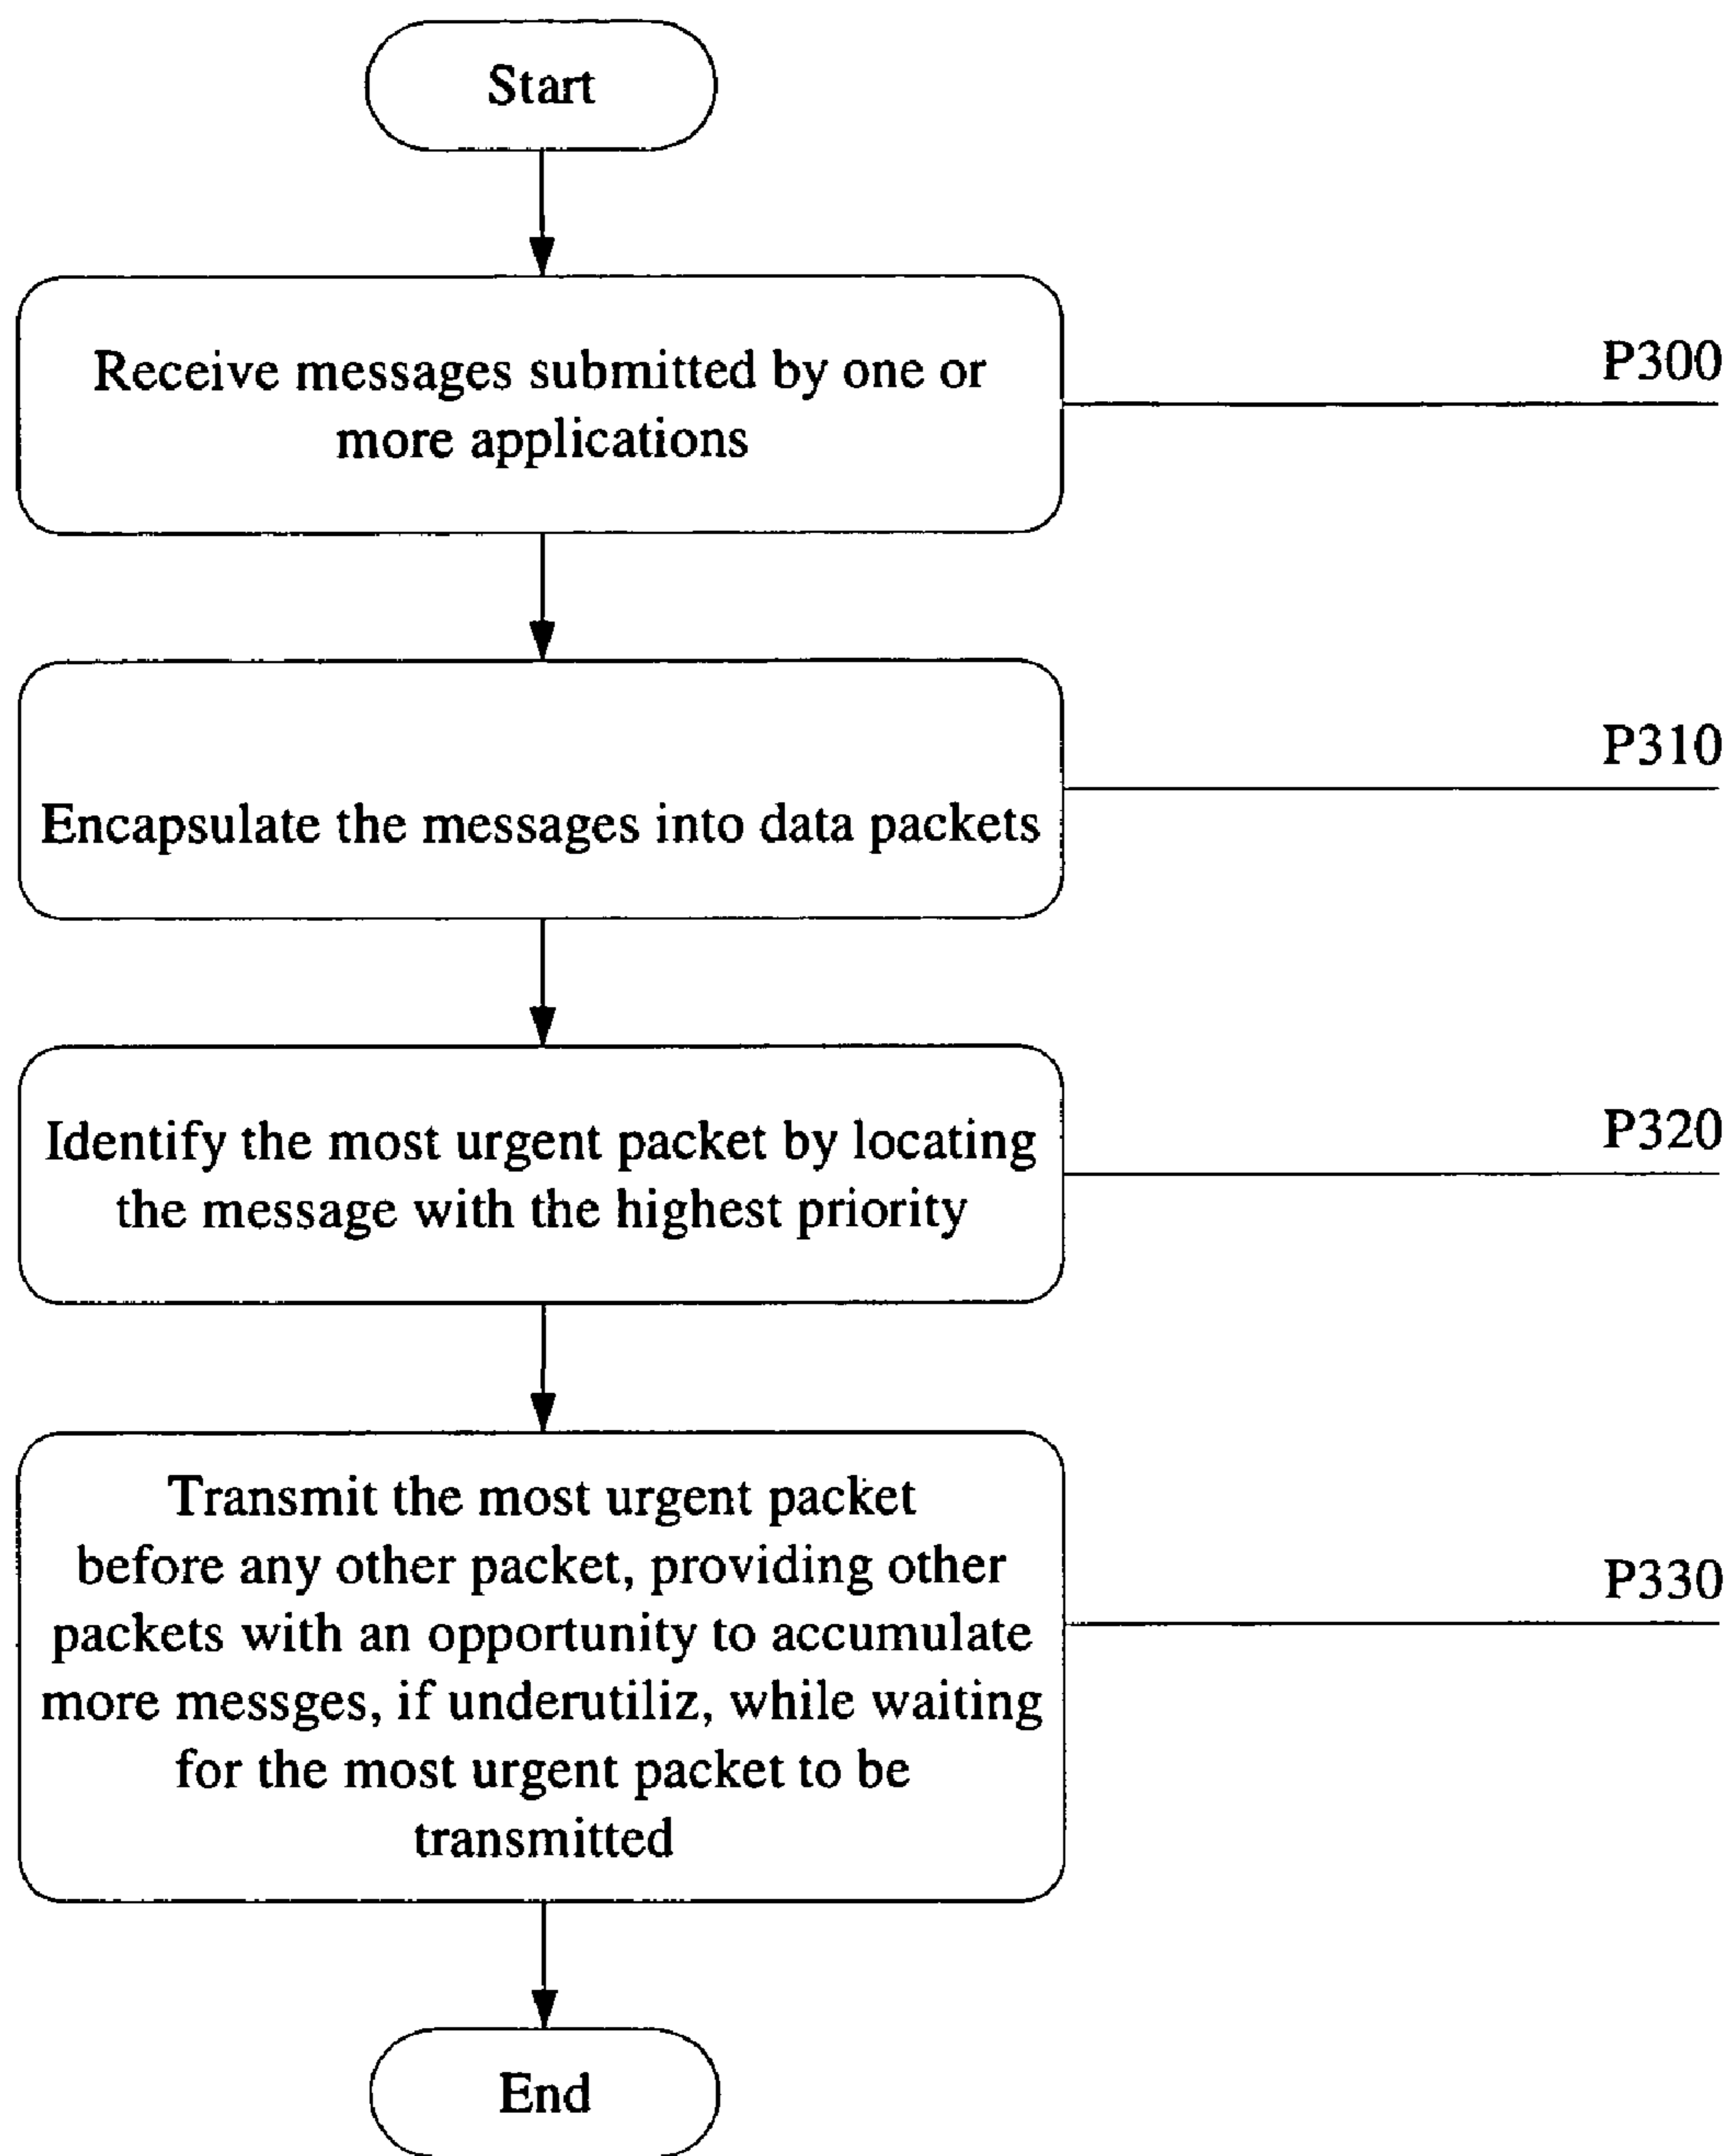 Start
Receive messages submitted by one or
more applications
P300
Encapsulate the messages into data packets
P310
Identify the most urgent packet by locating
the message with the highest priority
P320
Transmit the most urgent packet
before any other packet, providing other
packets with an opportunity to accumulate
more messges, if underutiliz, while waiting
for the most urgent packet to be
transmitted
P330
End